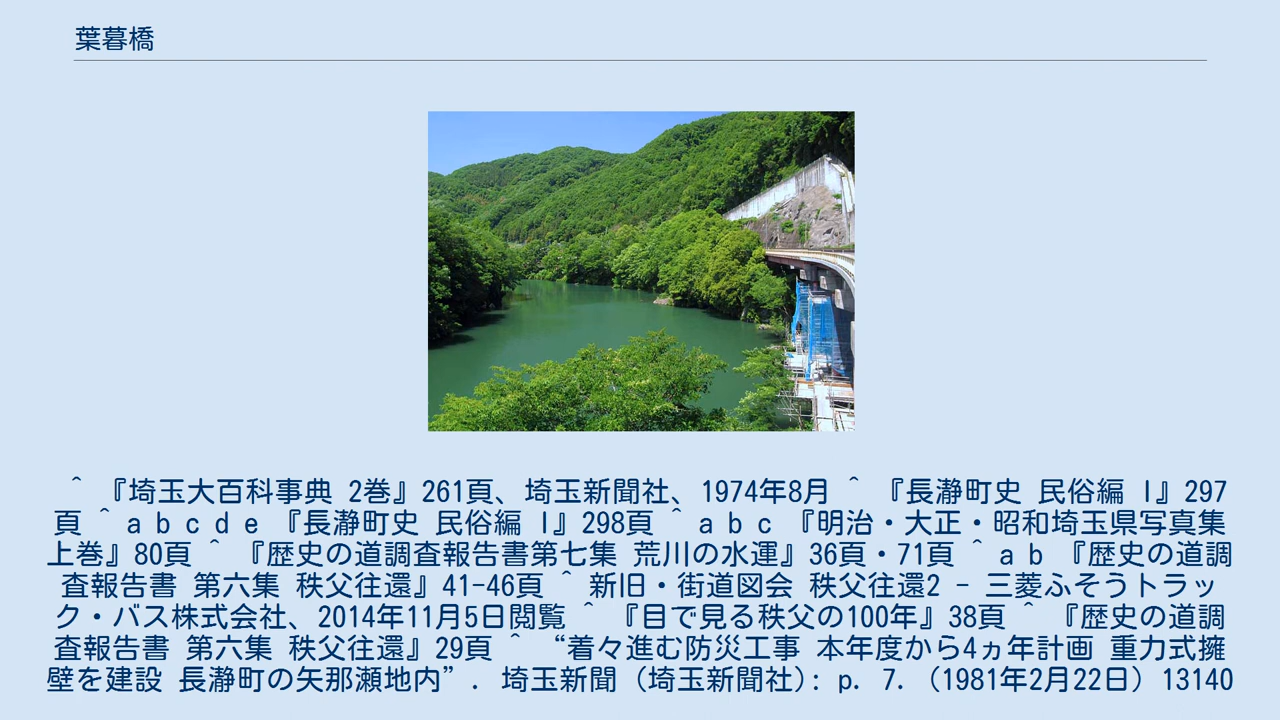 葉暮橋
^ 『埼玉大百科事典 2巻』261頁、埼玉新聞社、1974年8月 ^ 『長瀞町史 民俗編 I』297
頁 ^ a b c d e 『長瀞町史 民俗編 I』298頁 ^ a b c 『明治・大正・昭和埼玉県写真集
上巻』80頁 ^ 『歴史の道調査報告書第七集 荒川の水運』36頁・71頁 ^ a b 『歴史の道調
査報告書 第六集 秩父往還』41-46頁 ^ 新旧・街道図会 秩父往還2 - 三菱ふそうトラッ
ク・バス株式会社、2014年11月5日閲覧 ^ 『目で見る秩父の100年』38頁 ^ 『歴史の道調
査報告書 第六集 秩父往還』29頁 ^ “着々進む防災工事 本年度から4ヵ年計画 重力式擁
壁を建設 長瀞町の矢那瀬地内”. 埼玉新聞 (埼玉新聞社): p. 7. (1981年2月22日) 13140